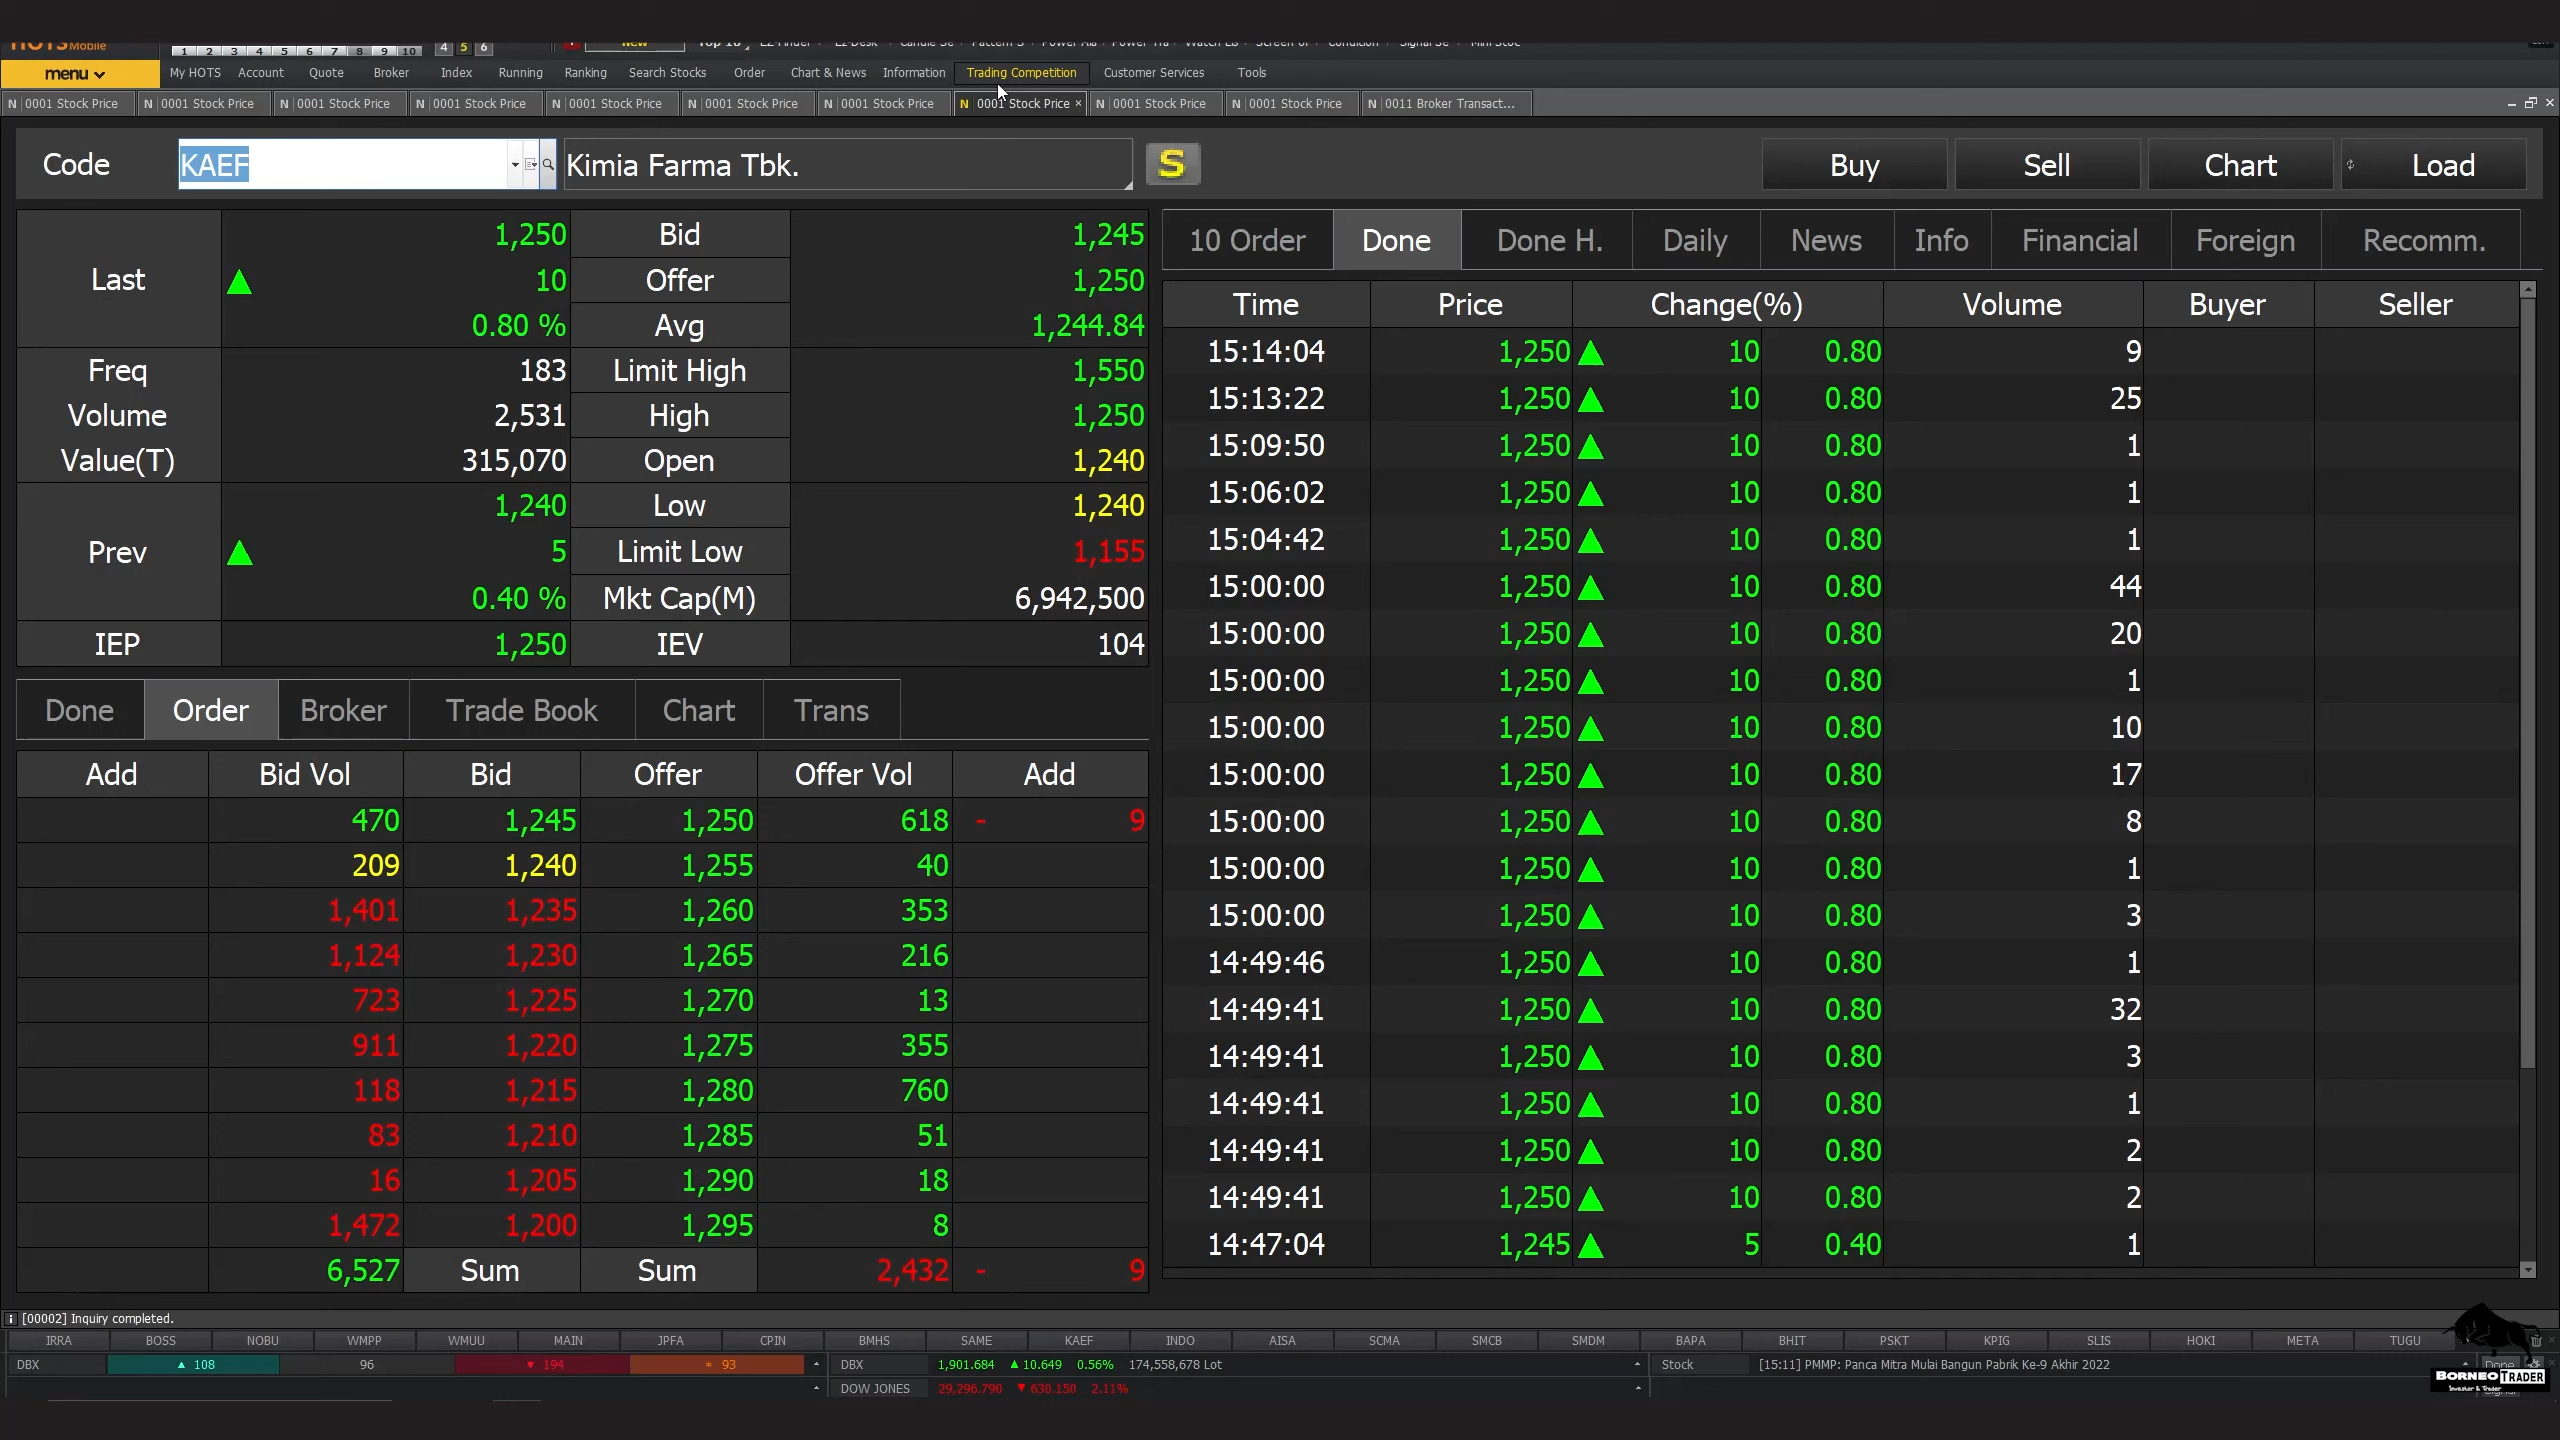 HOTS Mobile
1 2 3 4 5 6 7 8 9 10 4 5 6 New
menu My HOTS Account Quote Broker Index Running Ranking Search Stocks Order Chart & News Information Trading Competition Customer Services Tools
N 0001 Stock Price N 0001 Stock Price N 0001 Stock Price N 0001 Stock Price N 0001 Stock Price N 0001 Stock Price N 0001 Stock Price N 0001 Stock Price × N 0001 Stock Price N 0001 Stock Price N 0011 Broker Transact...
Code KAEF Kimia Farma Tbk. S Buy Sell Chart Load
Last 1,250 Bid 1,245
▲ 10 Offer 1,250
0.80 % Avg 1,244.84
Freq 183 Limit High 1,550
Volume 2,531 High 1,250
Value(T) 315,070 Open 1,240
Prev 1,240 Low 1,240
▲ 5 Limit Low 1,155
0.40 % Mkt Cap(M) 6,942,500
IEP 1,250 IEV 104
Done Order Broker Trade Book Chart Trans
Add Bid Vol Bid Offer Offer Vol Add
470 1,245 1,250 618 - 9
209 1,240 1,255 40
1,401 1,235 1,260 353
1,124 1,230 1,265 216
723 1,225 1,270 13
911 1,220 1,275 355
118 1,215 1,280 760
83 1,210 1,285 51
16 1,205 1,290 18
1,472 1,200 1,295 8
6,527 Sum Sum 2,432 - 9
10 Order Done Done H. Daily News Info Financial Foreign Recomm.
Time Price Change(%) Volume Buyer Seller
15:14:04 1,250 ▲ 10 0.80 9
15:13:22 1,250 ▲ 10 0.80 25
15:09:50 1,250 ▲ 10 0.80 1
15:06:02 1,250 ▲ 10 0.80 1
15:04:42 1,250 ▲ 10 0.80 1
15:00:00 1,250 ▲ 10 0.80 44
15:00:00 1,250 ▲ 10 0.80 20
15:00:00 1,250 ▲ 10 0.80 1
15:00:00 1,250 ▲ 10 0.80 10
15:00:00 1,250 ▲ 10 0.80 17
15:00:00 1,250 ▲ 10 0.80 8
15:00:00 1,250 ▲ 10 0.80 1
15:00:00 1,250 ▲ 10 0.80 3
14:49:46 1,250 ▲ 10 0.80 1
14:49:41 1,250 ▲ 10 0.80 32
14:49:41 1,250 ▲ 10 0.80 3
14:49:41 1,250 ▲ 10 0.80 1
14:49:41 1,250 ▲ 10 0.80 2
14:49:41 1,250 ▲ 10 0.80 2
14:47:04 1,245 ▲ 5 0.40 1
[00002] Inquiry completed.
IRRA BOSS NOBU WMPP WMUU MAIN JPFA CPIN BMHS SAME KAEF INDO AISA SCMA SMCB SMDM BAPA BHIT PSKT KPIG SLIS HOKI META TUGU
DBX ▲ 108 96 ▼ 194 * 93 DBX 1,901.684 ▲ 10.649 0.56% 174,558,678 Lot Stock [15:11] PMMP: Panca Mitra Mulai Bangun Pabrik Ke-9 Akhir 2022 Done
DOW JONES 29,296.790 ▼ 630.150 2.11%
BORNEO TRADER
Investor & Trader